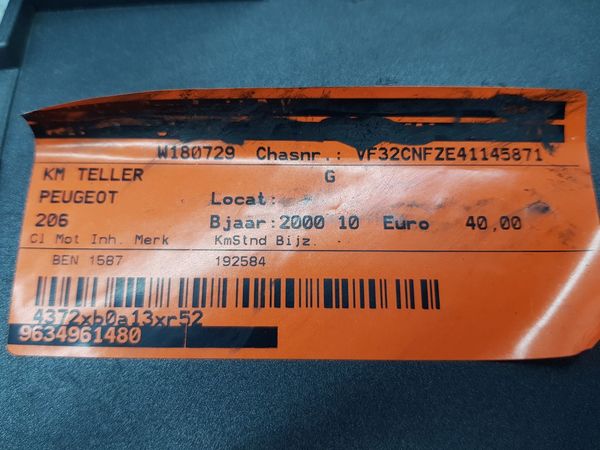 W180729 Chasnr.: VF32CNFZE41145871
KM TELLER G
PEUGEOT Locat:
206 Bjaar: 2000 10 Euro 40,00
Cl Mot Inh. Merk KmStnd Bijz.
BEN 1587 192584
4372xb0a13xr52
9634961480